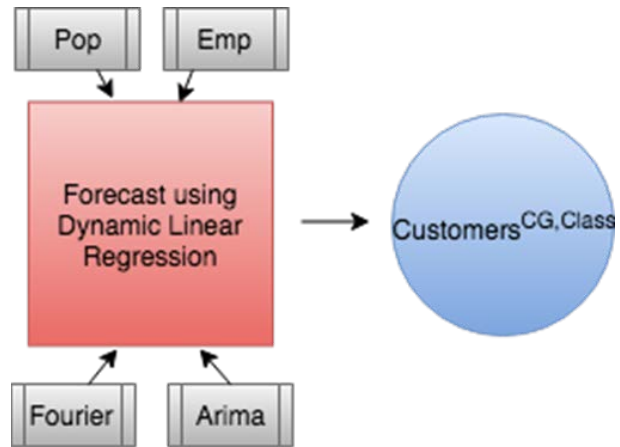 Pop
Emp
Forecast using
Dynamic Linear
Regression
Customers^CG,Class
Fourier
Arima